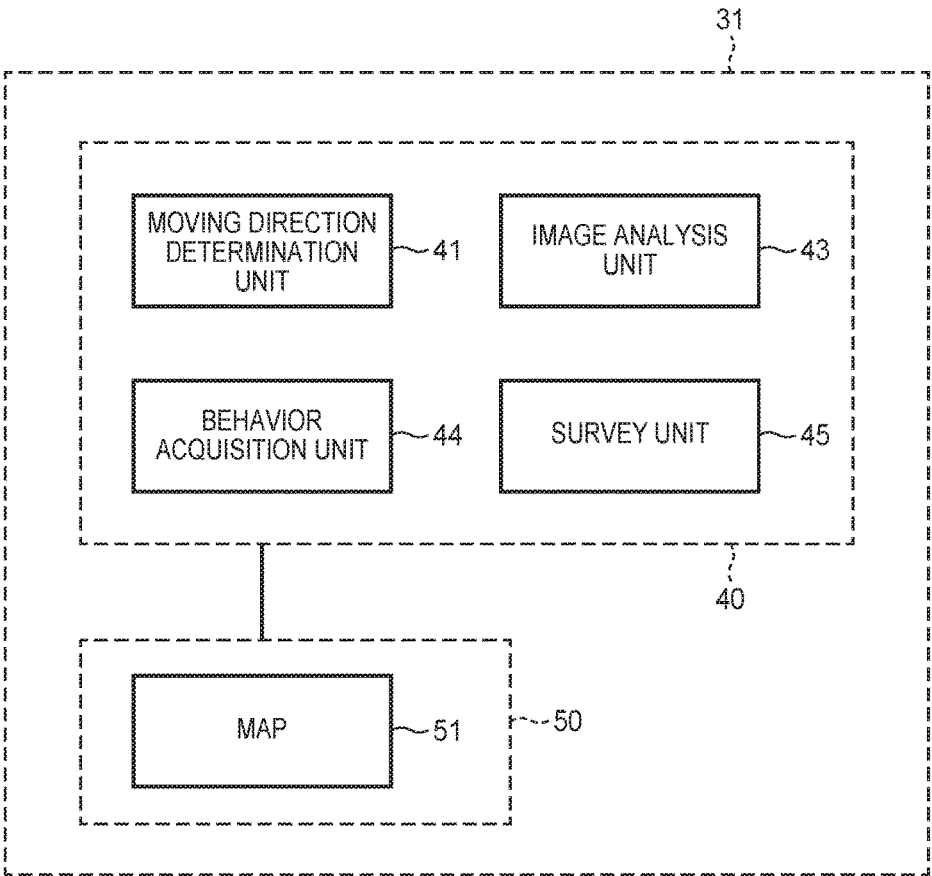 31
MOVING DIRECTION
DETERMINATION
UNIT
41
IMAGE ANALYSIS
UNIT
43
BEHAVIOR
ACQUISITION UNIT
44
SURVEY UNIT
45
40
MAP
51
50